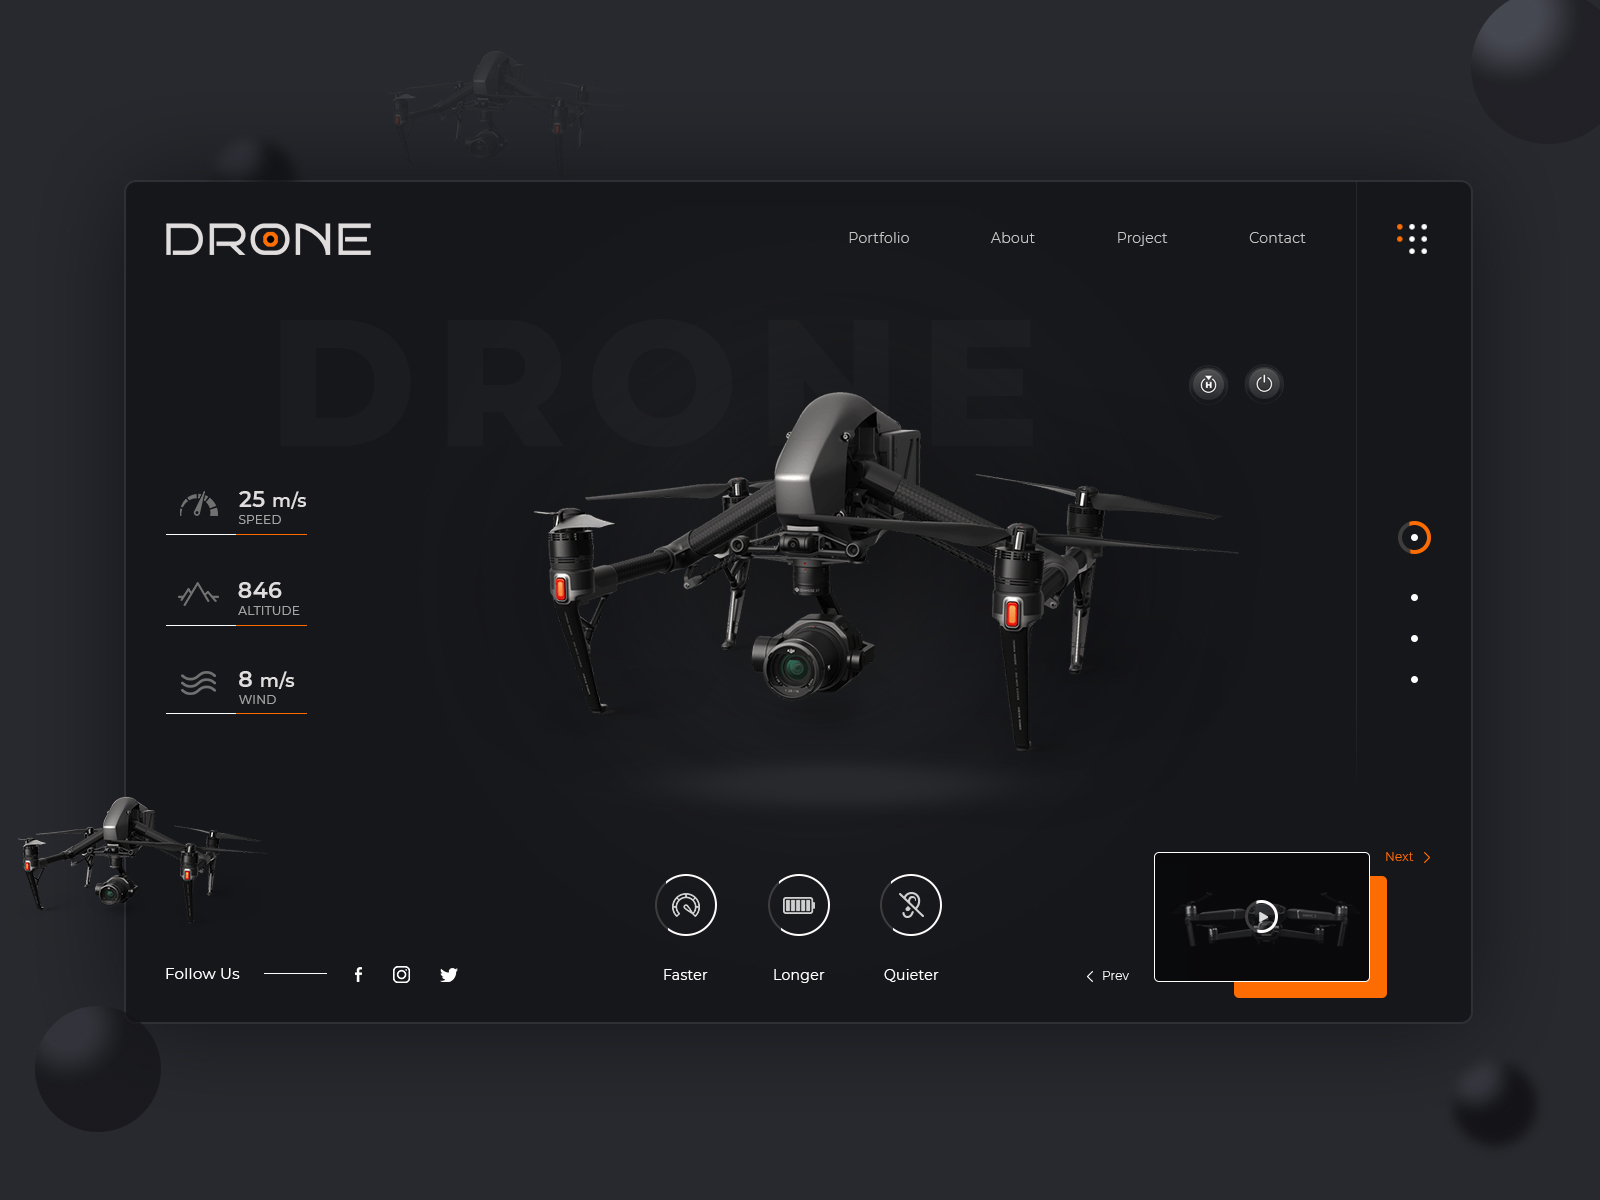 DRONE
Portfolio
About
Project
Contact
DRONE
25 m/s
SPEED
846
ALTITUDE
8 m/s
WIND
Next
Faster
Longer
Quieter
Prev
Follow Us